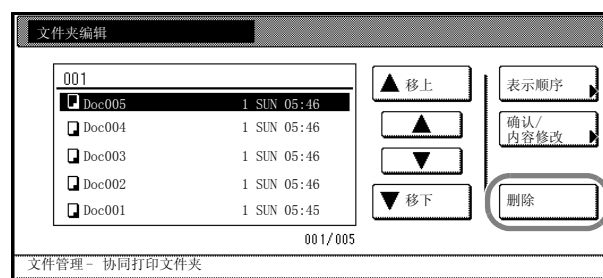 文件夹编辑
001
Doc005 1 SUN 05:46
Doc004 1 SUN 05:46
Doc003 1 SUN 05:46
Doc002 1 SUN 05:46
Doc001 1 SUN 05:45
001/005
▲ 移上
▲
▼
▼ 移下
表示顺序
确认/
内容修改
删除
文件管理- 协同打印文件夹